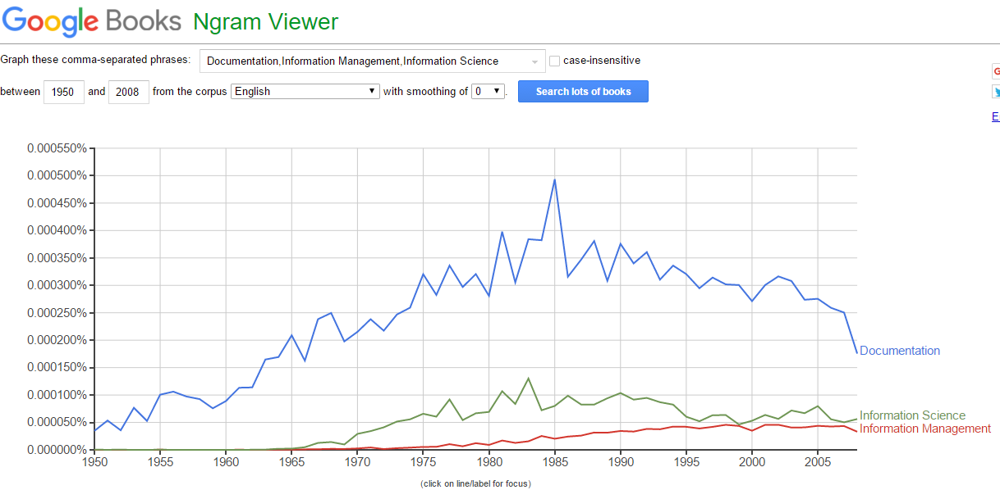 Google Books Ngram Viewer
Graph these comma-separated phrases: Documentation,Information Management,Information Science case-insensitive
between 1950 and 2008 from the corpus English with smoothing of 0 . Search lots of books
E
0.000550%
0.000500%
0.000450%
0.000400%
0.000350%
0.000300%
0.000250%
0.000200%
0.000150%
0.000100%
0.000050%
0.000000%
Documentation
Information Science
Information Management
1950 1955 1960 1965 1970 1975 1980 1985 1990 1995 2000 2005
(click on line/label for focus)